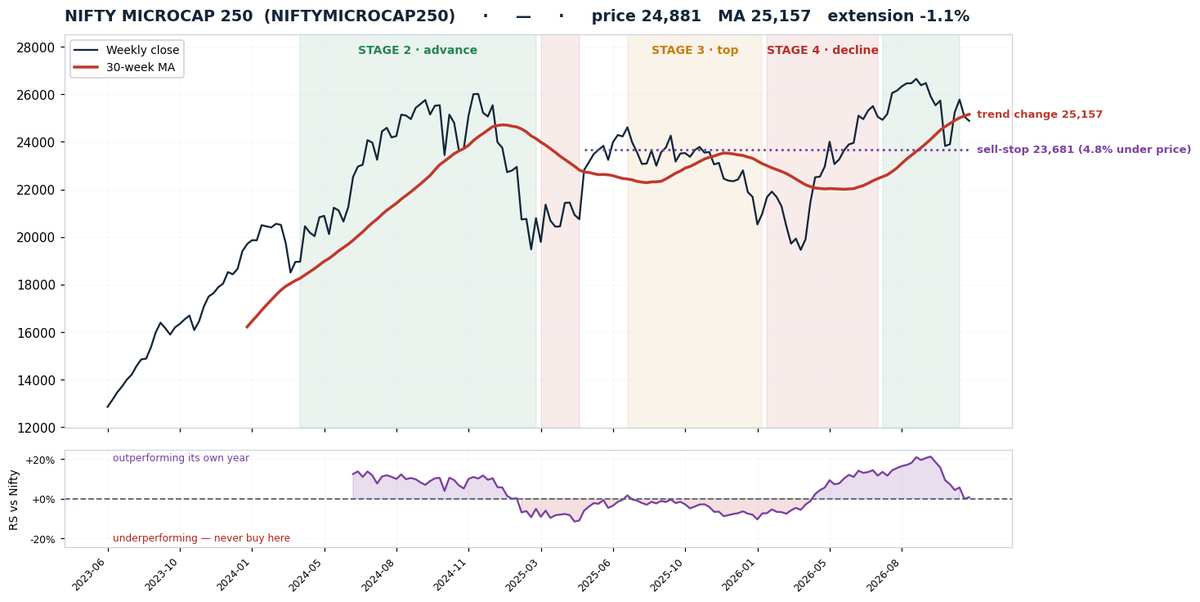 NIFTY MICROCAP 250 (NIFTYMICROCAP250) · — · price 24,881 MA 25,157 extension -1.1%
Weekly close
30-week MA
STAGE 2 · advance
STAGE 3 · top
STAGE 4 · decline
28000
26000
24000
22000
20000
18000
16000
14000
12000
trend change 25,157
sell-stop 23,681 (4.8% under price)
RS vs Nifty
+20%
+0%
-20%
outperforming its own year
underperforming — never buy here
2023-06
2023-10
2024-01
2024-05
2024-08
2024-11
2025-03
2025-06
2025-10
2026-01
2026-05
2026-08